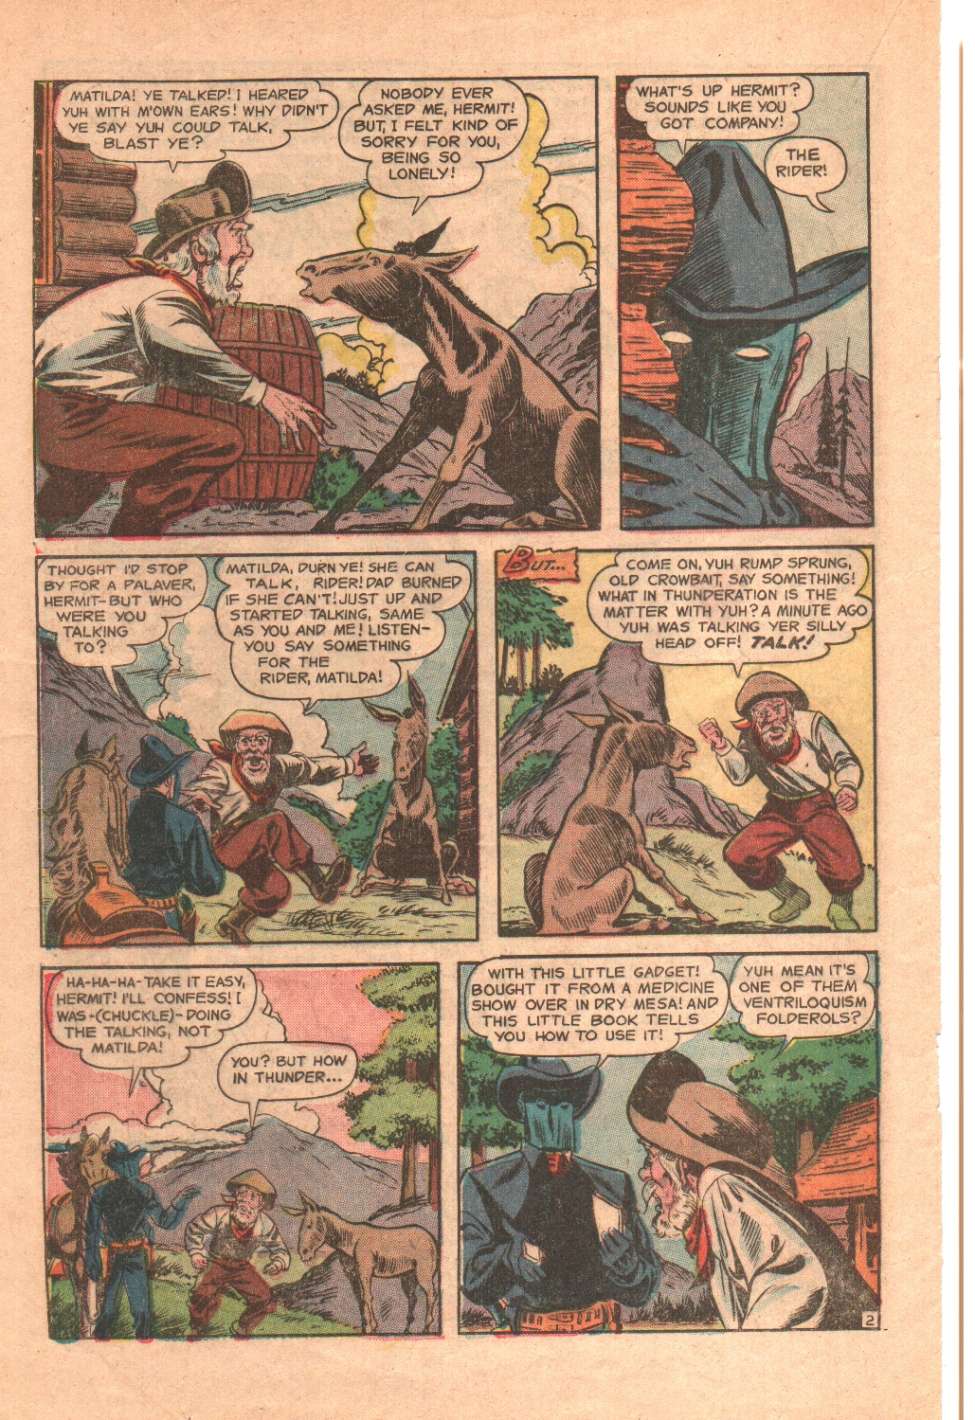 MATILDA! YE TALKED! I HEARED
YUH WITH M'OWN EARS! WHY DIDN'T
YE SAY YUH COULD TALK,
BLAST YE?
NOBODY EVER
ASKED ME, HERMIT!
BUT, I FELT KIND OF
SORRY FOR YOU,
BEING SO
LONELY!
WHAT'S UP HERMIT?
SOUNDS LIKE YOU
GOT COMPANY!
THE
RIDER!
THOUGHT I'D STOP
BY FOR A PALAVER,
HERMIT-BUT WHO
WERE YOU
TALKING
TO?
MATILDA, DURN YE! SHE CAN
TALK, RIDER! DAD BURNED
IF SHE CAN'T! JUST UP AND
STARTED TALKING, SAME
AS YOU AND ME! LISTEN-
YOU SAY SOMETHING
FOR THE
RIDER, MATILDA!
BUT...
COME ON, YUH RUMP SPRUNG,
OLD CROWBAIT, SAY SOMETHING!
WHAT IN THUNDERATION IS THE
MATTER WITH YUH? A MINUTE AGO
YUH WAS TALKING YER SILLY
HEAD OFF! TALK!
HA-HA-HA-TAKE IT EASY,
HERMIT! I'LL CONFESS! I
WAS-(CHUCKLE)-DOING
THE TALKING, NOT
MATILDA!
YOU? BUT HOW
IN THUNDER...
WITH THIS LITTLE GADGET!
BOUGHT IT FROM A MEDICINE
SHOW OVER IN DRY MESA! AND
THIS LITTLE BOOK TELLS
YOU HOW TO USE IT!
YUH MEAN IT'S
ONE OF THEM
VENTRILOQUISM
FOLDEROLS?
2